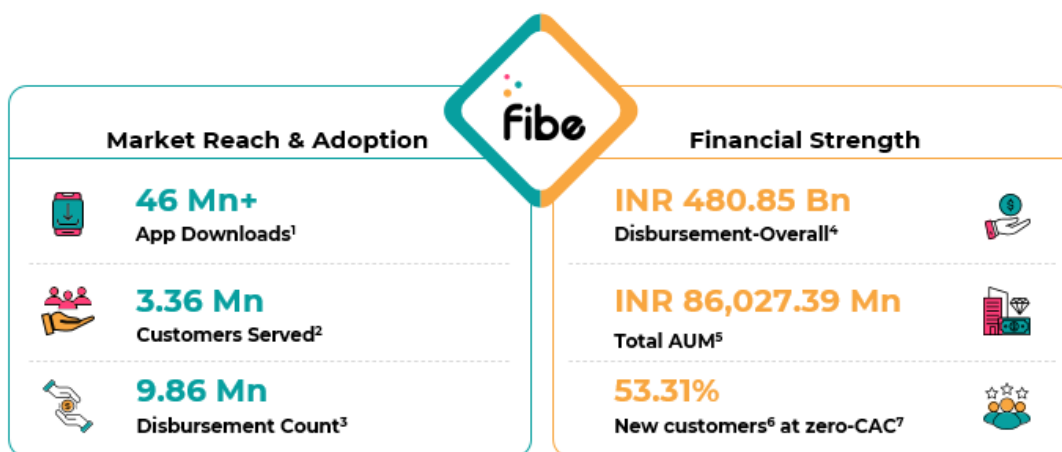 fibe
Market Reach & Adoption
46 Mn+
App Downloads¹
3.36 Mn
Customers Served²
9.86 Mn
Disbursement Count³
Financial Strength
INR 480.85 Bn
Disbursement-Overall⁴
INR 86,027.39 Mn
Total AUM⁵
53.31%
New customers⁶ at zero-CAC⁷